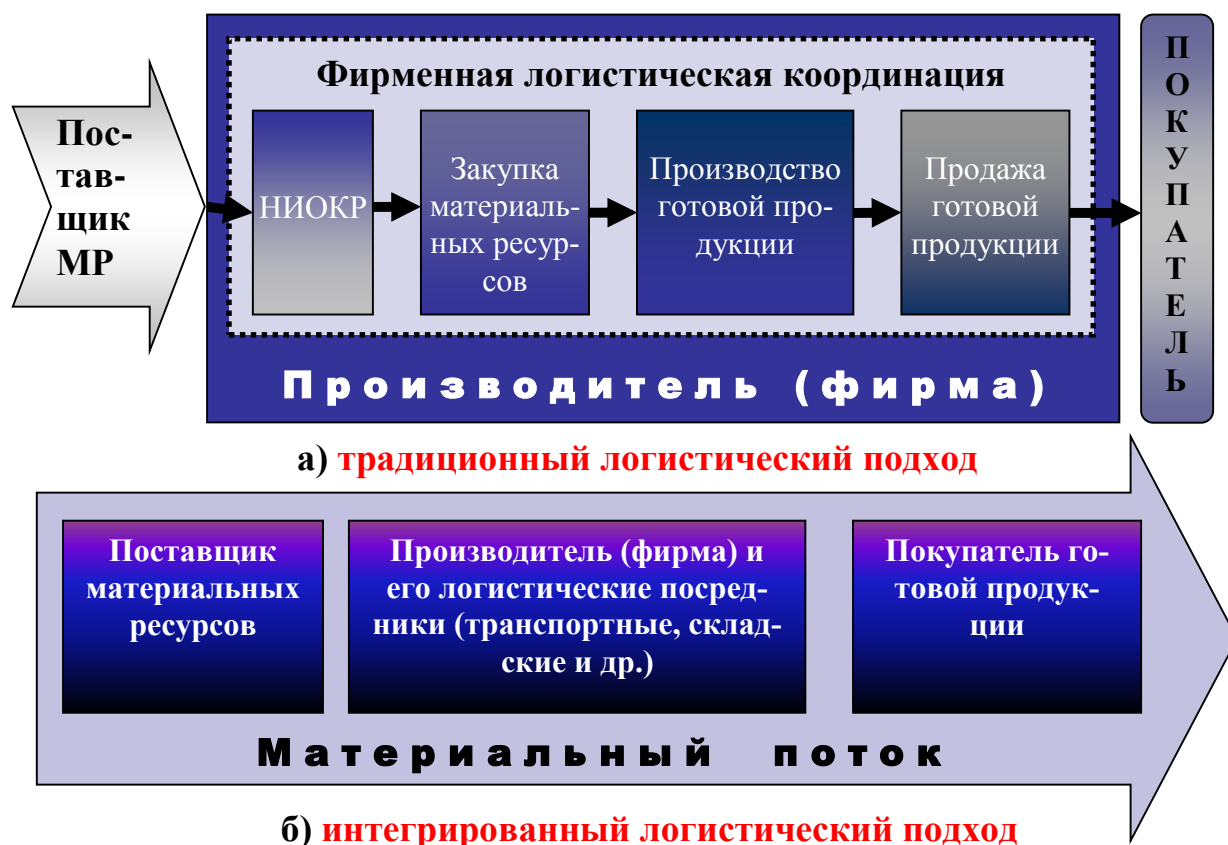 Фирменная логистическая координация
Пос-
тав-
щик
МР
НИОКР
Закупка
материаль-
ных ресур-
сов
Производство
готовой про-
дукции
Продажа
готовой
продукции
П
О
К
У
П
А
Т
Е
Л
Ь
Производитель (фирма)
а) традиционный логистический подход
Поставщик
материальных
ресурсов
Производитель (фирма) и
его логистические посред-
ники (транспортные, склад-
ские и др.)
Покупатель го-
товой продук-
ции
Материальный поток
б) интегрированный логистический подход